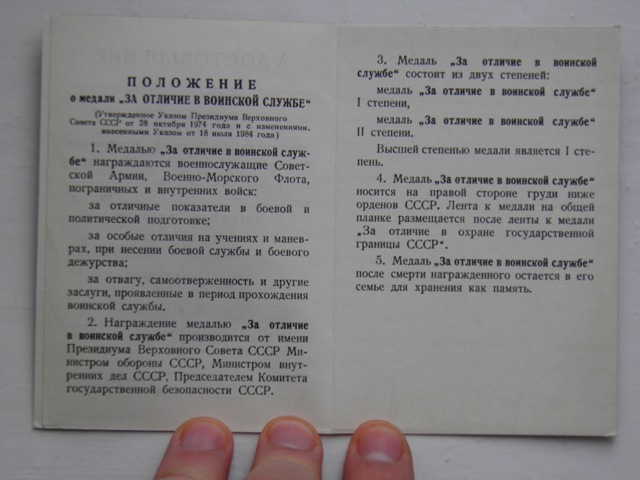 ПОЛОЖЕНИЕ
о медали „ЗА ОТЛИЧИЕ В ВОИНСКОЙ СЛУЖБЕ"
(Утвержденное Указом Президиума Верховного
Совета СССР от 28 октября 1974 года и с изменениями,
внесенными Указом от 18 июля 1984 года)
1. Медалью „За отличие в воинской служ-
бе" награждаются военнослужащие Совет-
ской Армии, Военно-Морского Флота,
пограничных и внутренних войск:
за отличные показатели в боевой и
политической подготовке;
за особые отличия на учениях и манев-
рах, при несении боевой службы и боевого
дежурства;
за отвагу, самоотверженность и другие
заслуги, проявленные в период прохождения
воинской службы.
2. Награждение медалью „За отличие
в воинской службе" производится от имени
Президиума Верховного Совета СССР Ми-
нистром обороны СССР, Министром внут-
ренних дел СССР, Председателем Комитета
государственной безопасности СССР.
3. Медаль „За отличие в воинской
службе" состоит из двух степеней:
медаль „За отличие в воинской службе"
I степени,
медаль „За отличие в воинской службе"
II степени.
Высшей степенью медали является I сте-
пень.
4. Медаль „За отличие в воинской службе"
носится на правой стороне груди ниже
орденов СССР. Лента к медали на общей
планке размещается после ленты к медали
„За отличие в охране государственной
границы СССР".
5. Медаль „За отличие в воинской службе"
после смерти награжденного остается в его
семье для хранения как память.